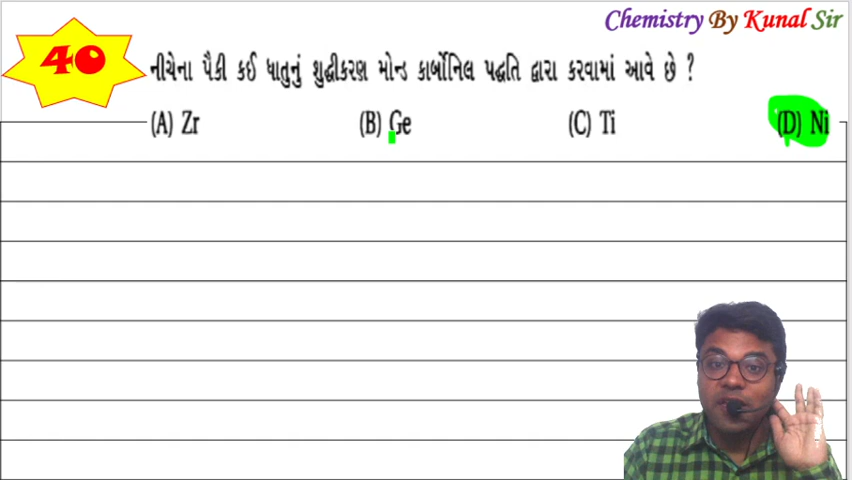 Chemistry By Kunal Sir
40 નીચેના પૈકી કઈ ધાતુનું શુદ્ધીકરણ મોન્ડ કાર્બોનિલ પદ્ધતિ દ્વારા કરવામાં આવે છે ?
(A) Zr (B) Ge (C) Ti (D) Ni